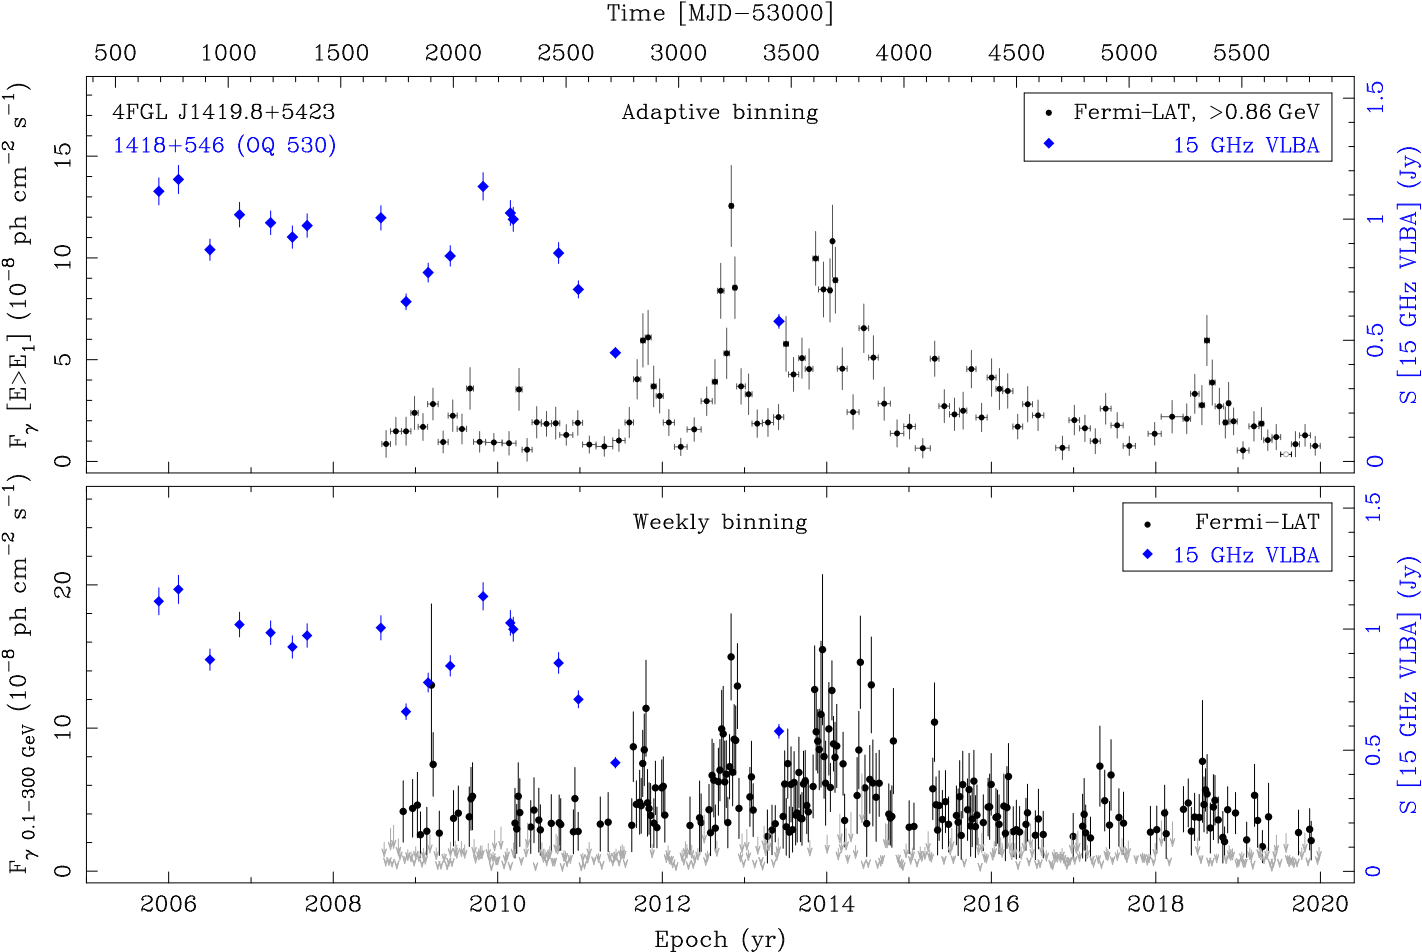 Time [MJD−53000]
500 1000 1500 2000 2500 3000 3500 4000 4500 5000 5500
4FGL J1419.8+5423
1418+546 (OQ 530)
Adaptive binning
Fermi−LAT, >0.86 GeV
15 GHz VLBA
F_γ [E>E_1] (10^−8 ph cm^−2 s^−1)
15
10
5
0
S [15 GHz VLBA] (Jy)
1.5
1
0.5
0
Weekly binning
Fermi−LAT
15 GHz VLBA
F_γ 0.1−300 GeV (10^−8 ph cm^−2 s^−1)
20
10
0
S [15 GHz VLBA] (Jy)
1.5
1
0.5
0
2006 2008 2010 2012 2014 2016 2018 2020
Epoch (yr)